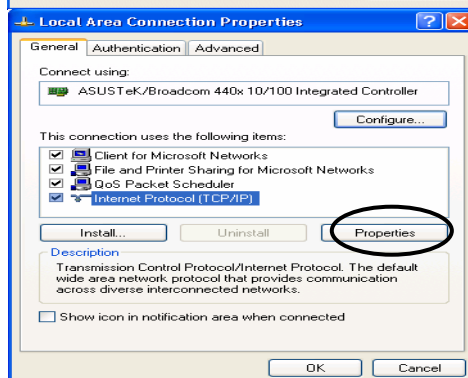 Local Area Connection Properties
General Authentication Advanced
Connect using:
ASUSTeK/Broadcom 440x 10/100 Integrated Controller
Configure...
This connection uses the following items:
Client for Microsoft Networks
File and Printer Sharing for Microsoft Networks
QoS Packet Scheduler
Internet Protocol (TCP/IP)
Install... Uninstall Properties
Description
Transmission Control Protocol/Internet Protocol. The default
wide area network protocol that provides communication
across diverse interconnected networks.
Show icon in notification area when connected
OK Cancel